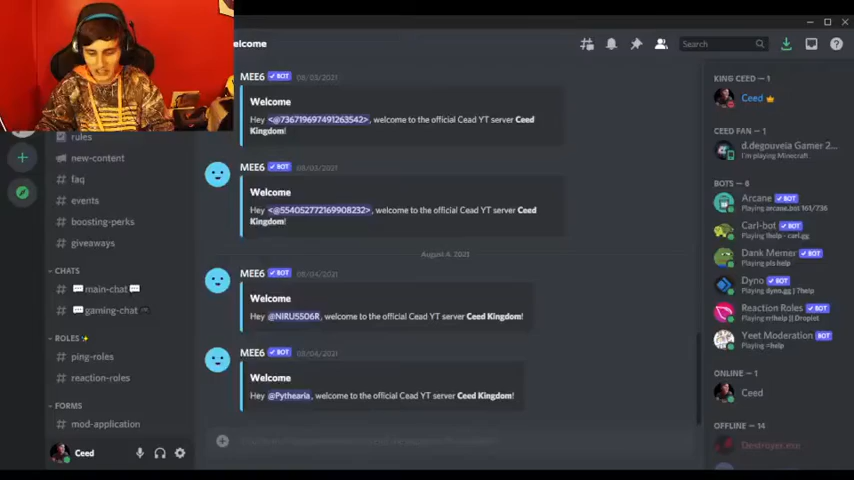 elcome
Search
rules
new-content
faq
events
boosting-perks
giveaways
CHATS
main-chat
gaming-chat
ROLES
ping-roles
reaction-roles
FORMS
mod-application
Ceed
MEE6 BOT 08/03/2021
Welcome
Hey <@736719697491263542>, welcome to the official Cead YT server Ceed
Kingdom!
MEE6 BOT 08/03/2021
Welcome
Hey <@554052772169908232>, welcome to the official Cead YT server Ceed
Kingdom!
August 4, 2021
MEE6 BOT 08/04/2021
Welcome
Hey @NIRU5506R, welcome to the official Cead YT server Ceed Kingdom!
MEE6 BOT 08/04/2021
Welcome
Hey @Pythearia, welcome to the official Cead YT server Ceed Kingdom!
KING CEED — 1
Ceed
CEED FAN — 1
d.degouveia Gamer 2...
I'm playing Minecraft
BOTS — 6
Arcane BOT
Playing arcane.bot 161/736
Carl-bot BOT
Playing !help - carl.gg
Dank Memer BOT
Playing pls help
Dyno BOT
Playing dyno.gg | ?help
Reaction Roles BOT
Playing rr!help || Droplet
Yeet Moderation BOT
Playing =help
ONLINE — 1
Ceed
OFFLINE — 14
Destroyer.exe